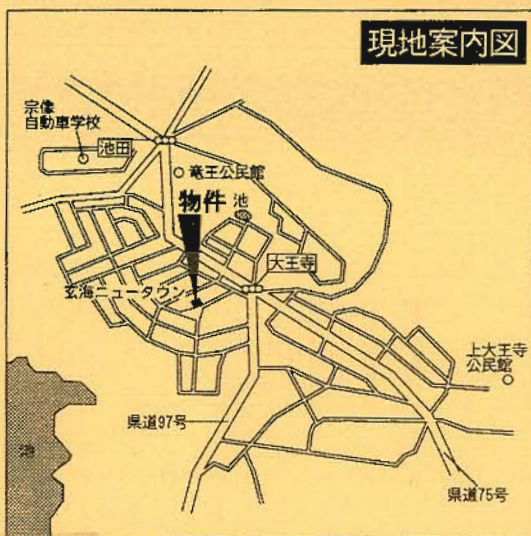 現地案内図
宗像
自動車学校
池田
竜王公民館
物件
池
大王寺
玄海ニュータウン
上大王寺
公民館
県道97号
県道75号